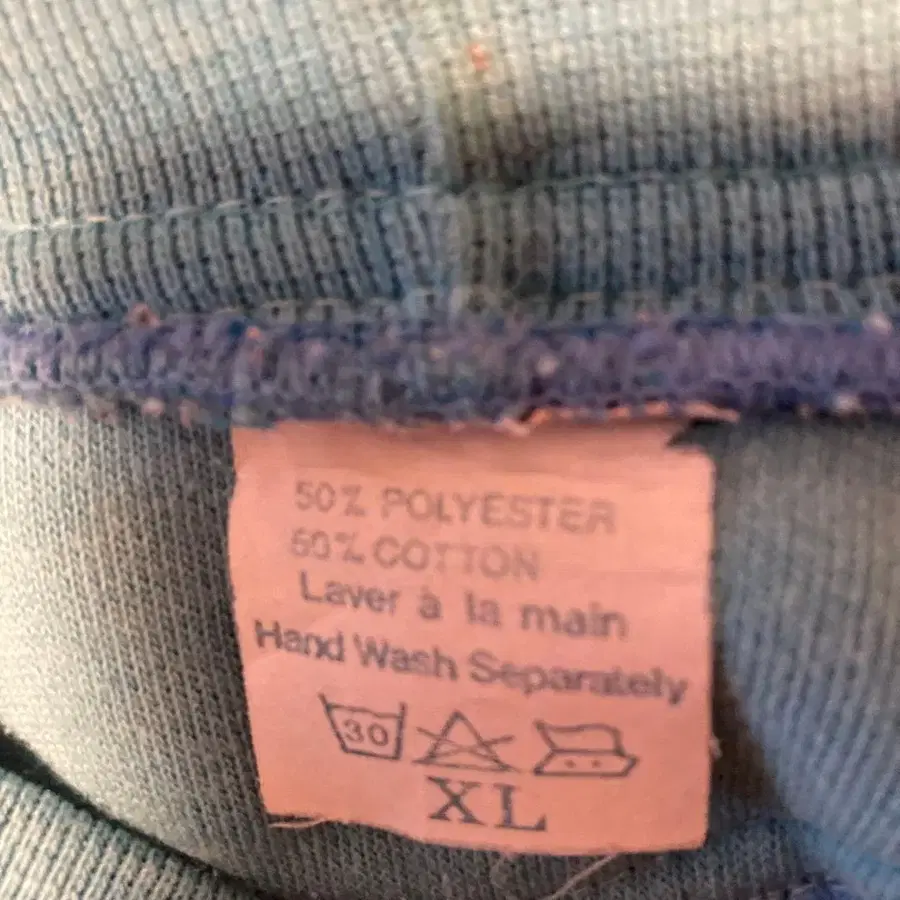 50% POLYESTER
50% COTTON
Laver à la main
Hand Wash Separately
30
XL